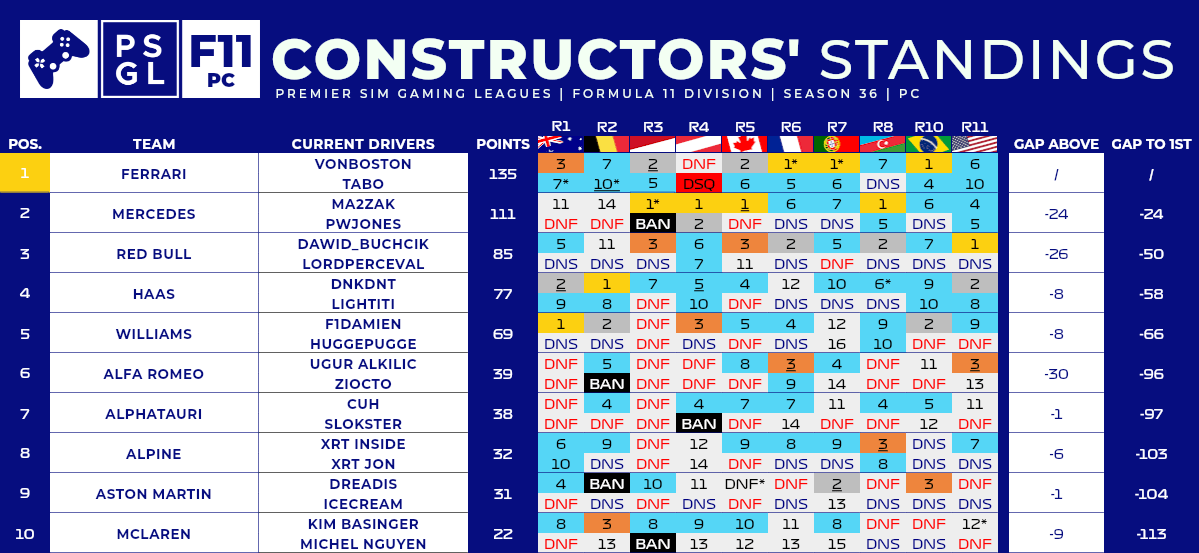 PS GL F11 PC CONSTRUCTORS' STANDINGS
PREMIER SIM GAMING LEAGUES | FORMULA 11 DIVISION | SEASON 36 | PC
POS. TEAM CURRENT DRIVERS POINTS R1 R2 R3 R4 R5 R6 R7 R8 R10 R11 GAP ABOVE GAP TO 1ST
VONBOSTON 3 7 2 DNF 2 1* 1* 7 1 6
1 FERRARI 135 / /
TABO 7* 10* 5 DSQ 6 5 6 DNS 4 10
MA2ZAK 11 14 1* 1 1 6 7 1 6 4
2 MERCEDES 111 -24 -24
PWJONES DNF DNF BAN 2 DNF DNS DNS 5 DNS 5
DAWID_BUCHCIK 5 11 3 6 3 2 5 2 7 1
3 RED BULL 85 -26 -50
LORDPERCEVAL DNS DNS DNS 7 11 DNS DNF DNS DNS DNS
DNKDNT 2 1 7 5 4 12 10 6* 9 2
4 HAAS 77 -8 -58
LIGHTITI 9 8 DNF 10 DNF DNS DNS DNS 10 8
F1DAMIEN 1 2 DNF 3 5 4 12 9 2 9
5 WILLIAMS 69 -8 -66
HUGGEPUGGE DNS DNS DNS DNS DNS DNS 16 10 DNF DNF
UGUR ALKILIC DNF 5 DNF DNF 8 3 4 DNF 11 3
6 ALFA ROMEO 39 -30 -96
ZIOCTO DNF BAN DNF DNF DNF 9 14 DNF DNF 13
CUH DNF 4 DNF 4 7 7 11 4 5 11
7 ALPHATAURI 38 -1 -97
SLOKSTER DNF DNF DNF BAN DNF 14 DNF DNF 12 DNF
XRT INSIDE 6 9 DNF 12 9 8 9 3 DNS 7
8 ALPINE 32 -6 -103
XRT JON 10 DNS DNF 14 DNF DNS DNS 8 DNS DNS
DREADIS 4 BAN 10 11 DNF* DNF 2 DNF 3 DNF
9 ASTON MARTIN 31 -1 -104
ICECREAM DNF DNS DNF DNS DNF DNS 13 DNS DNS DNS
KIM BASINGER 8 3 8 9 10 11 8 DNF DNF 12*
10 MCLAREN 22 -9 -113
MICHEL NGUYEN DNF 13 BAN 13 12 13 15 DNS DNS DNF